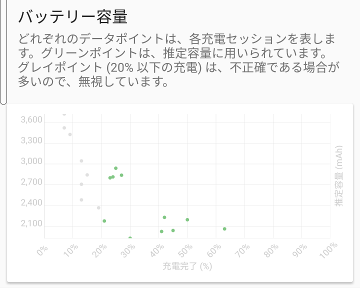 バッテリー容量
どれぞれのデータポイントは、各充電セッションを表しま
す。グリーンポイントは、推定容量に用いられています。
グレイポイント (20% 以下の充電) は、不正確である場合が
多いので、無視しています。
3,600
3,300
3,000
2,700
2,400
2,100
推定容量 (mAh)
0%
10%
20%
30%
40%
50%
60%
70%
80%
90%
100%
充電完了 (%)